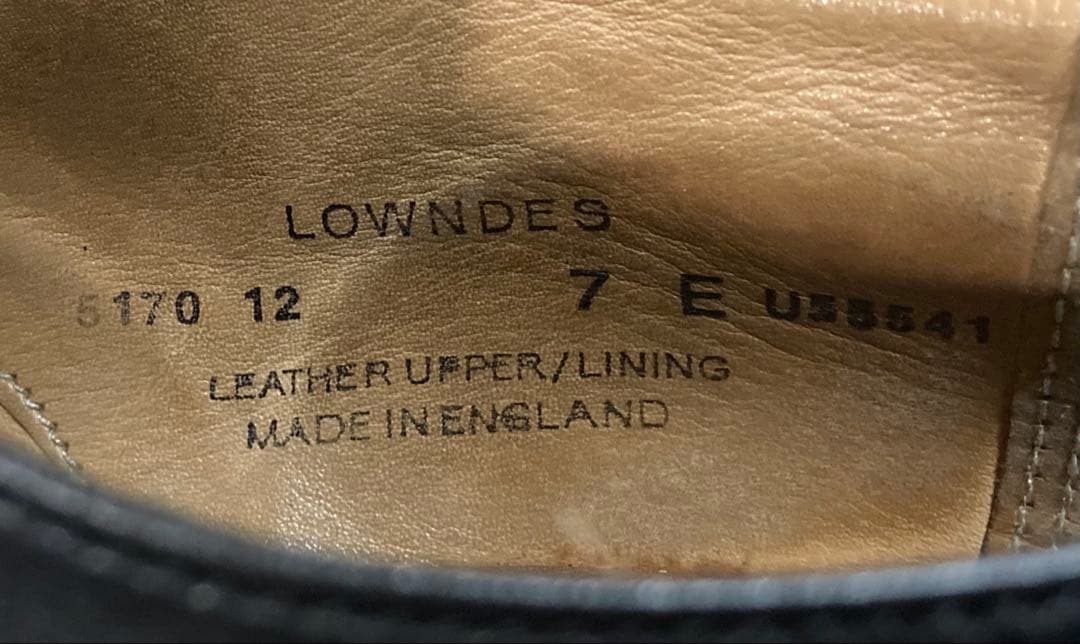 LOWNDES
5170 12 7 E U55541
LEATHER UPPER/LINING
MADE IN ENGLAND